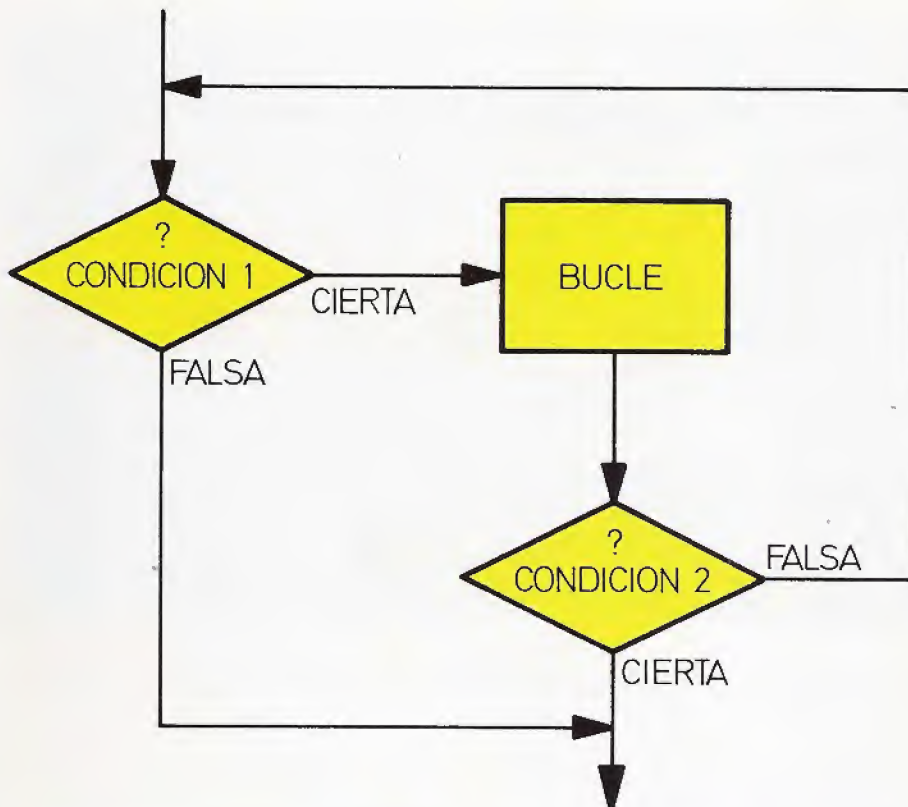 ?
CONDICION 1
CIERTA
FALSA
BUCLE
?
CONDICION 2
FALSA
CIERTA